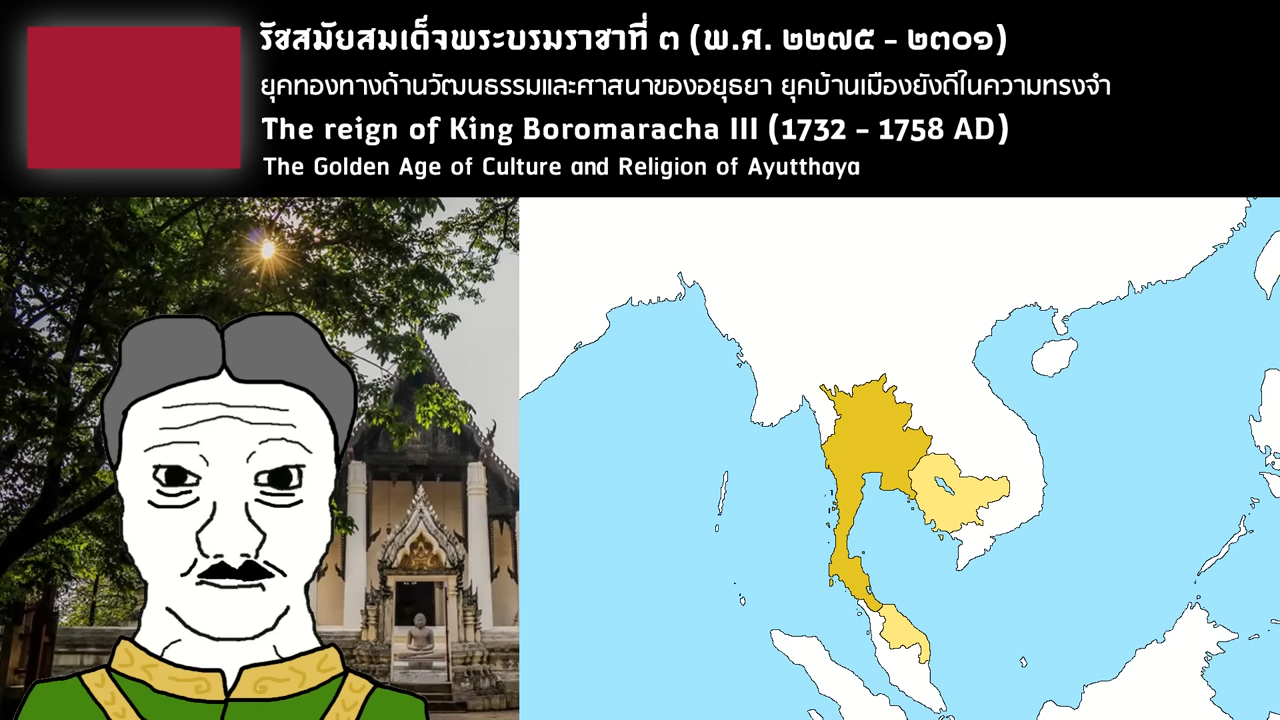 รัชสมัยสมเด็จพระบรมราชาที่ ๓ (พ.ศ. ๒๒๗๕ - ๒๓๐๑)
ยุคทองทางด้านวัฒนธรรมและศาสนาของอยุธยา ยุคบ้านเมืองยังดีในความทรงจำ
The reign of King Boromaracha III (1732 - 1758 AD)
The Golden Age of Culture and Religion of Ayutthaya